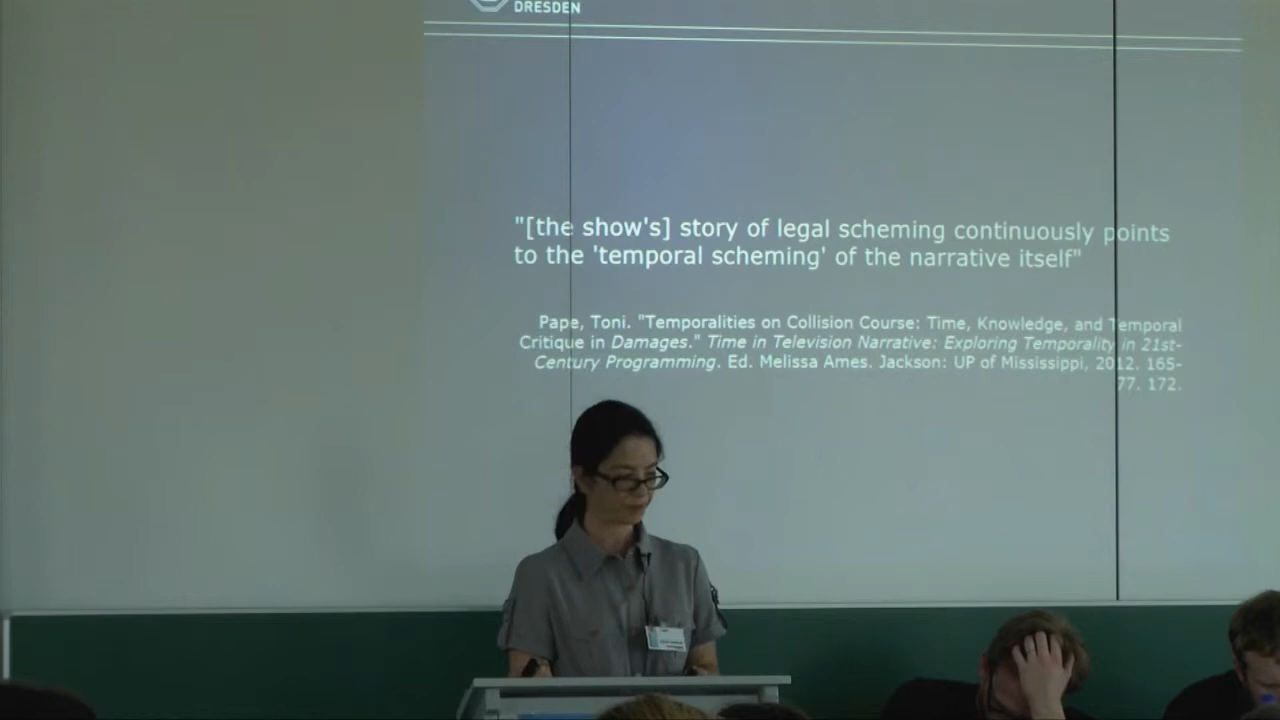 DRESDEN
"[the show's] story of legal scheming continuously points
to the 'temporal scheming' of the narrative itself"
Pape, Toni. "Temporalities on Collision Course: Time, Knowledge, and Temporal
Critique in Damages." Time in Television Narrative: Exploring Temporality in 21st-
Century Programming. Ed. Melissa Ames. Jackson: UP of Mississippi, 2012. 165-
77. 172.